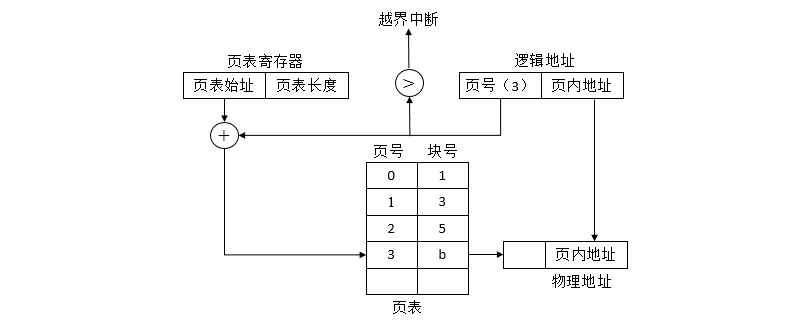 越界中断
页表寄存器
逻辑地址
页表始址 页表长度
>
页号（3） 页内地址
+
页号 块号
0 1
1 3
2 5
3 b
页内地址
物理地址
页表